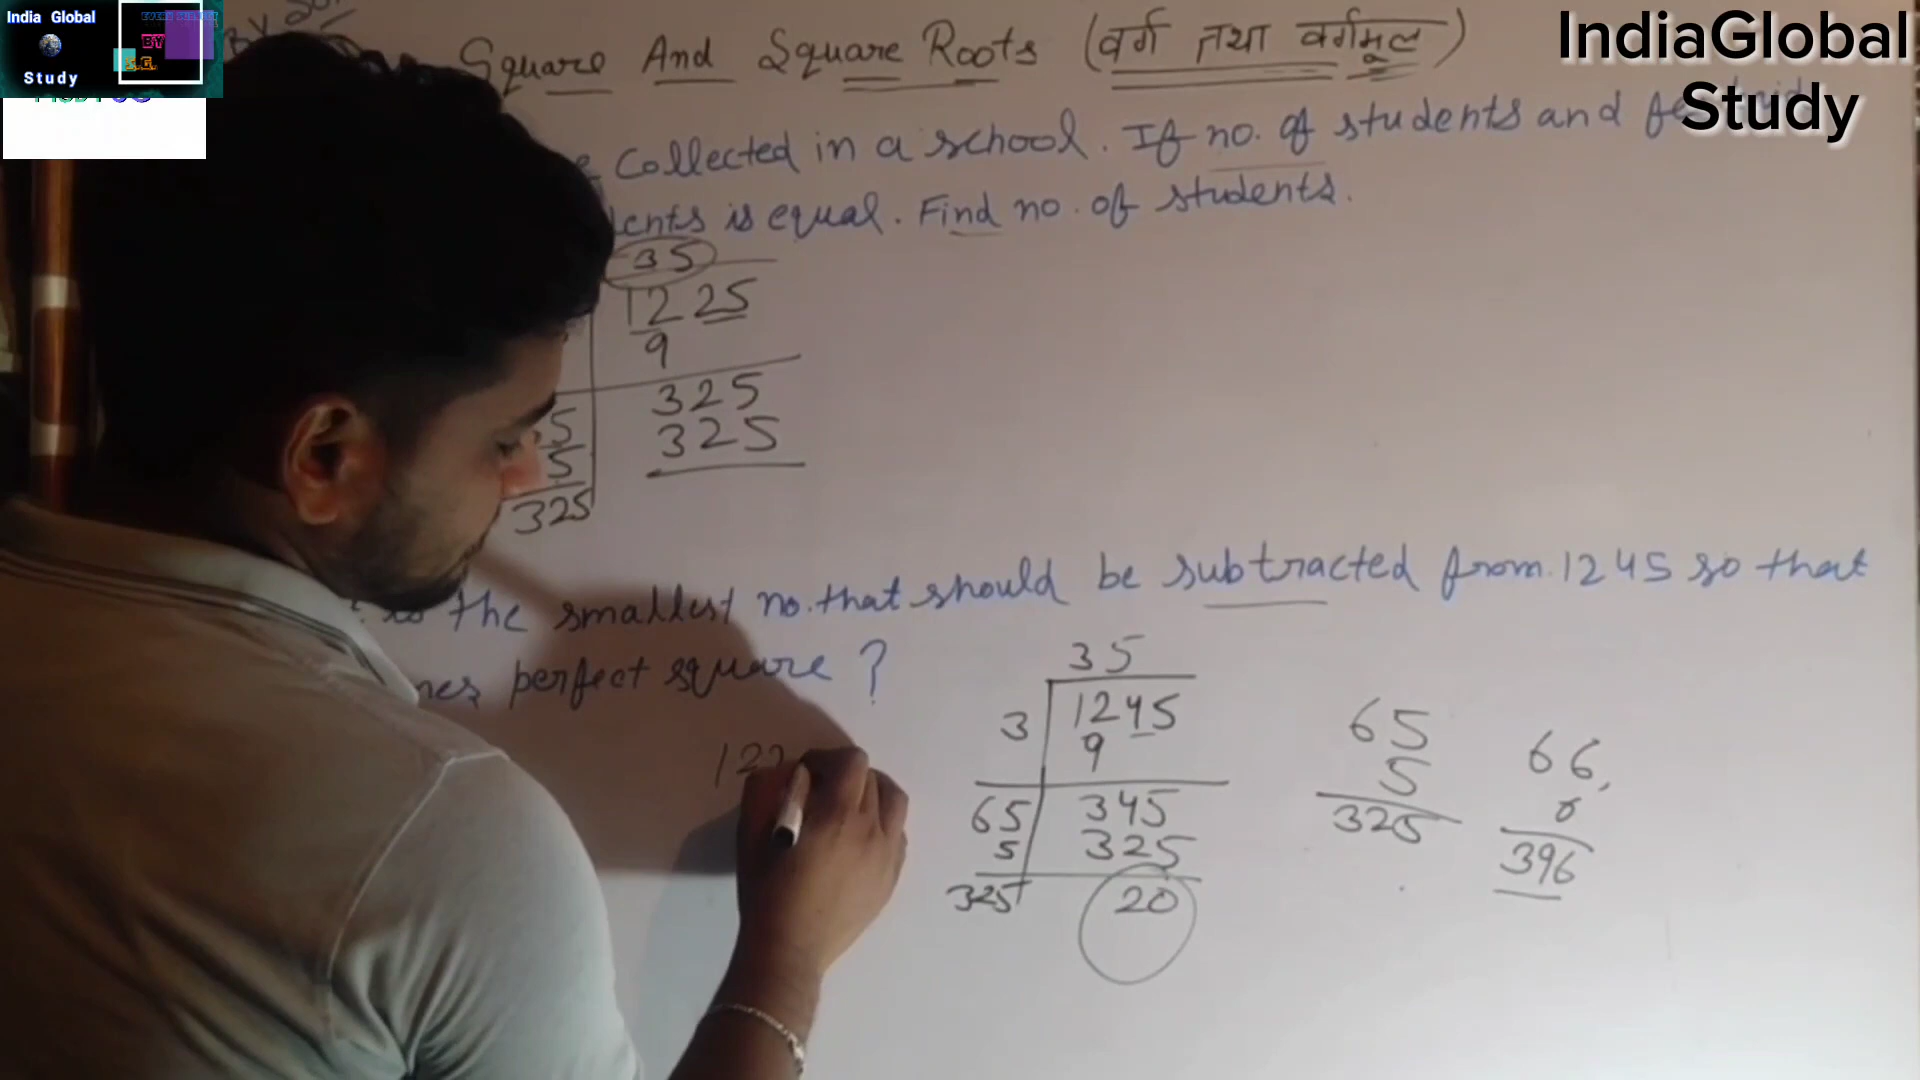 India Global
Study
BY
S.G.
IndiaGlobal
Study
Square And Square Roots (वर्ग तथा वर्गमूल)
collected in a school. If no. of students and
is equal. Find no. of students.
35
1225
9
325
325
5
5
325
the smallest no. that should be subtracted from 1245 so that
perfect square ?
35
3 1245
9
65 345
5 325
325 20
65
5
325
66
6
396
122